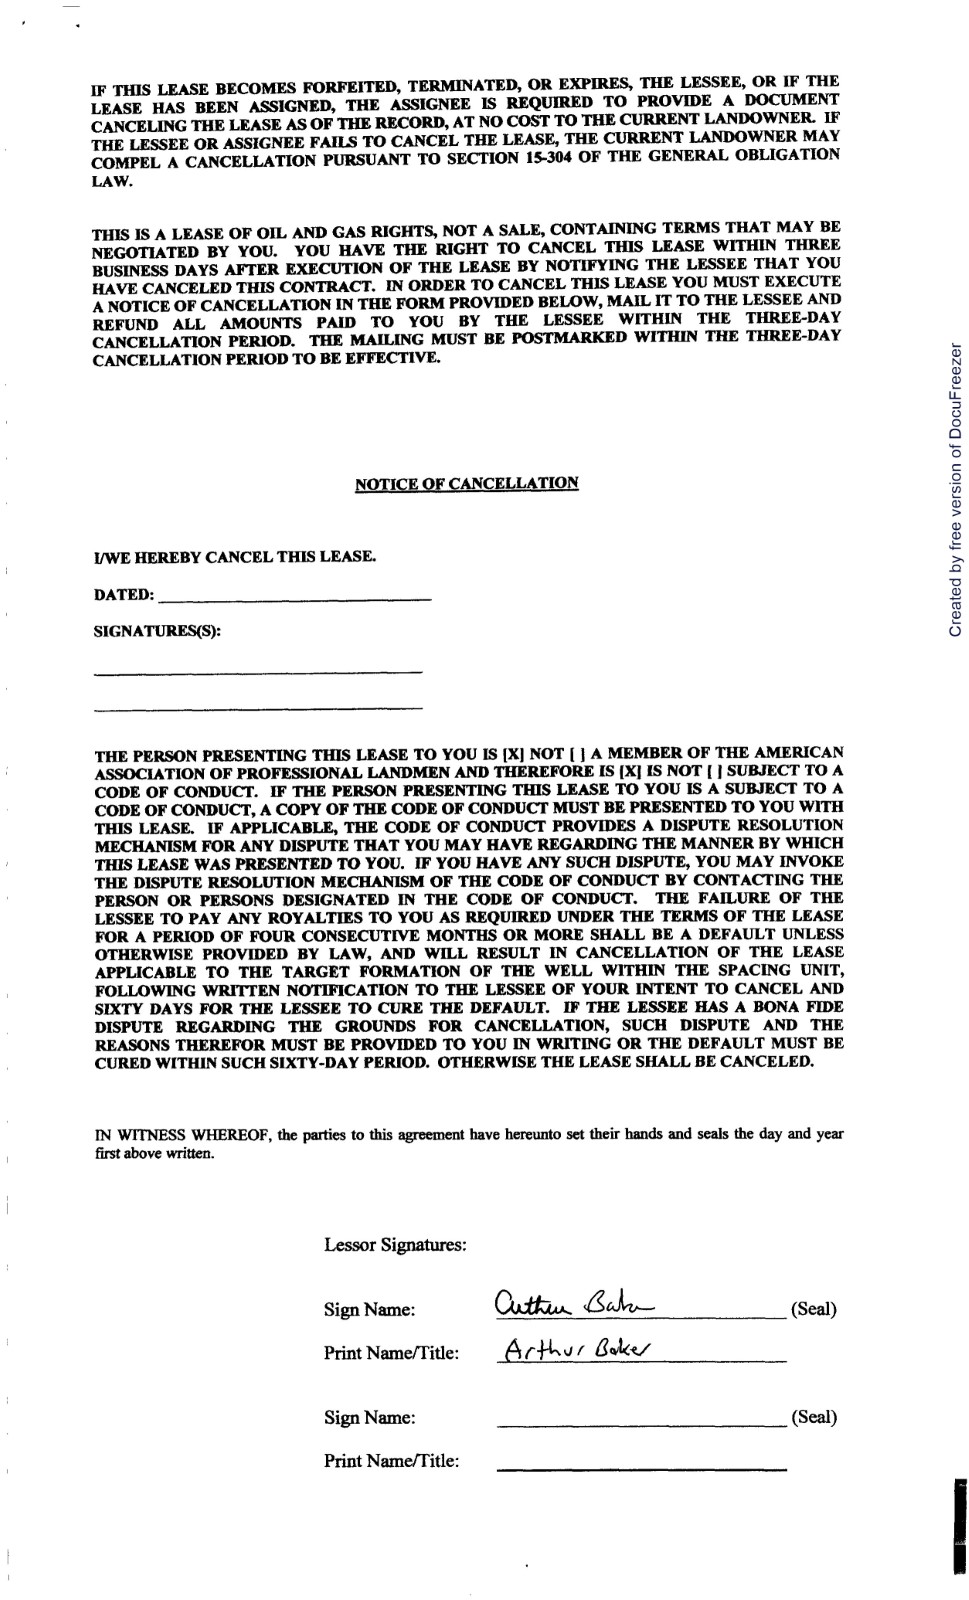 IF THIS LEASE BECOMES FORFEITED, TERMINATED, OR EXPIRES, THE LESSEE, OR IF THE
LEASE HAS BEEN ASSIGNED, THE ASSIGNEE IS REQUIRED TO PROVIDE A DOCUMENT
CANCELING THE LEASE AS OF THE RECORD, AT NO COST TO THE CURRENT LANDOWNER. IF
THE LESSEE OR ASSIGNEE FAILS TO CANCEL THE LEASE, THE CURRENT LANDOWNER MAY
COMPEL A CANCELLATION PURSUANT TO SECTION 15-304 OF THE GENERAL OBLIGATION
LAW.
THIS IS A LEASE OF OIL AND GAS RIGHTS, NOT A SALE, CONTAINING TERMS THAT MAY BE
NEGOTIATED BY YOU. YOU HAVE THE RIGHT TO CANCEL THIS LEASE WITHIN THREE
BUSINESS DAYS AFTER EXECUTION OF THE LEASE BY NOTIFYING THE LESSEE THAT YOU
HAVE CANCELED THIS CONTRACT. IN ORDER TO CANCEL THIS LEASE YOU MUST EXECUTE
A NOTICE OF CANCELLATION IN THE FORM PROVIDED BELOW, MAIL IT TO THE LESSEE AND
REFUND ALL AMOUNTS PAID TO YOU BY THE LESSEE WITHIN THE THREE-DAY
CANCELLATION PERIOD. THE MAILING MUST BE POSTMARKED WITHIN THE THREE-DAY
CANCELLATION PERIOD TO BE EFFECTIVE.
NOTICE OF CANCELLATION
I/WE HEREBY CANCEL THIS LEASE.
DATED:
SIGNATURES(S):
THE PERSON PRESENTING THIS LEASE TO YOU IS [X] NOT [ ] A MEMBER OF THE AMERICAN
ASSOCIATION OF PROFESSIONAL LANDMEN AND THEREFORE IS [X] IS NOT [ ] SUBJECT TO A
CODE OF CONDUCT. IF THE PERSON PRESENTING THIS LEASE TO YOU IS A SUBJECT TO A
CODE OF CONDUCT, A COPY OF THE CODE OF CONDUCT MUST BE PRESENTED TO YOU WITH
THIS LEASE. IF APPLICABLE, THE CODE OF CONDUCT PROVIDES A DISPUTE RESOLUTION
MECHANISM FOR ANY DISPUTE THAT YOU MAY HAVE REGARDING THE MANNER BY WHICH
THIS LEASE WAS PRESENTED TO YOU. IF YOU HAVE ANY SUCH DISPUTE, YOU MAY INVOKE
THE DISPUTE RESOLUTION MECHANISM OF THE CODE OF CONDUCT BY CONTACTING THE
PERSON OR PERSONS DESIGNATED IN THE CODE OF CONDUCT. THE FAILURE OF THE
LESSEE TO PAY ANY ROYALTIES TO YOU AS REQUIRED UNDER THE TERMS OF THE LEASE
FOR A PERIOD OF FOUR CONSECUTIVE MONTHS OR MORE SHALL BE A DEFAULT UNLESS
OTHERWISE PROVIDED BY LAW, AND WILL RESULT IN CANCELLATION OF THE LEASE
APPLICABLE TO THE TARGET FORMATION OF THE WELL WITHIN THE SPACING UNIT,
FOLLOWING WRITTEN NOTIFICATION TO THE LESSEE OF YOUR INTENT TO CANCEL AND
SIXTY DAYS FOR THE LESSEE TO CURE THE DEFAULT. IF THE LESSEE HAS A BONA FIDE
DISPUTE REGARDING THE GROUNDS FOR CANCELLATION, SUCH DISPUTE AND THE
REASONS THEREFOR MUST BE PROVIDED TO YOU IN WRITING OR THE DEFAULT MUST BE
CURED WITHIN SUCH SIXTY-DAY PERIOD. OTHERWISE THE LEASE SHALL BE CANCELED.
IN WITNESS WHEREOF, the parties to this agreement have hereunto set their hands and seals the day and year
first above written.
Lessor Signatures:
Sign Name: Arthur Baker (Seal)
Print Name/Title: Arthur Baker
Sign Name: (Seal)
Print Name/Title:
Created by free version of DocuFreezer